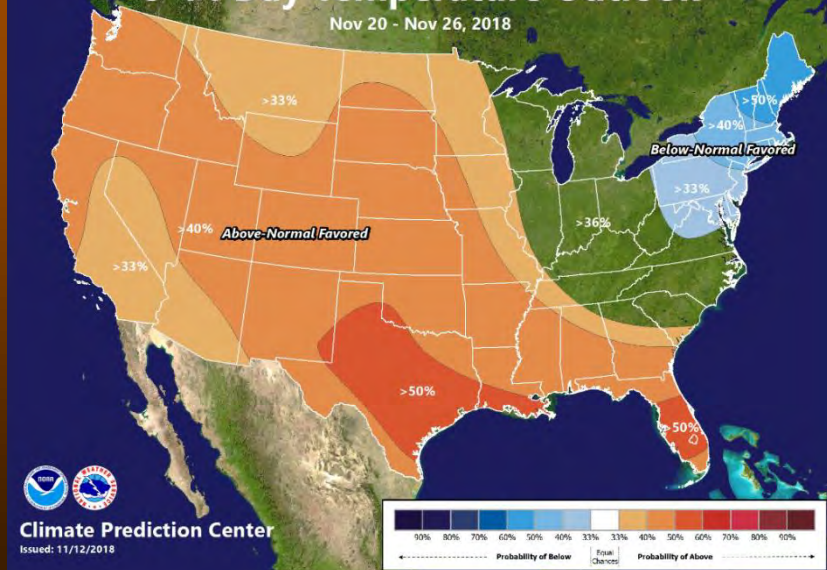 Nov 20 - Nov 26, 2018
>33%
>50%
>40%
Below-Normal Favored
>33%
>36%
>40%
Above-Normal Favored
>33%
>50%
>50%
NOAA
Climate Prediction Center
Issued: 11/12/2018
90% 80% 70% 60% 50% 40% 33% 33% 40% 50% 60% 70% 80% 90%
Probability of Below
Equal
Chances
Probability of Above